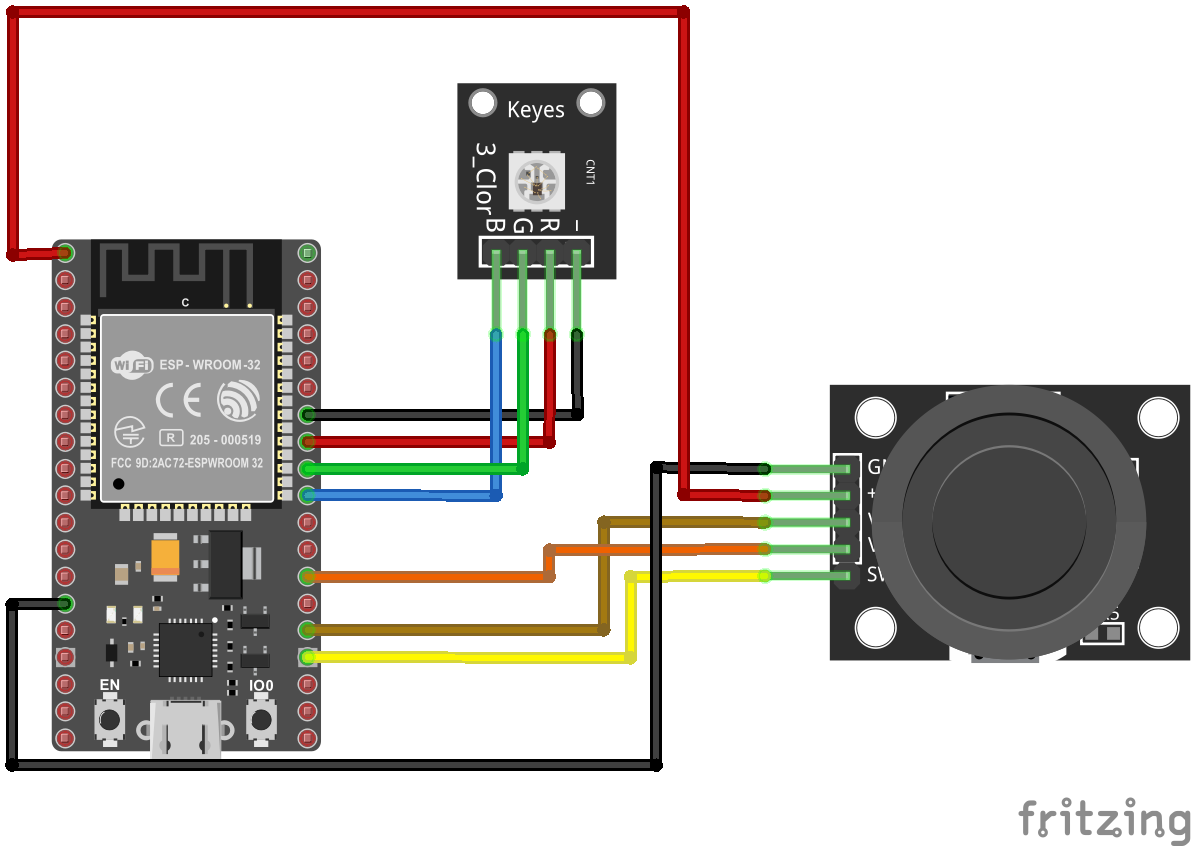 Keyes
3_Clor
CNT1
B
G
R
-
C
WiFi
ESP - WROOM-32
CE
R
205 - 000519
FCC 9D:2AC72-ESPWROOM 32
EN
IO0
G
+
V
V
SW
fritzing